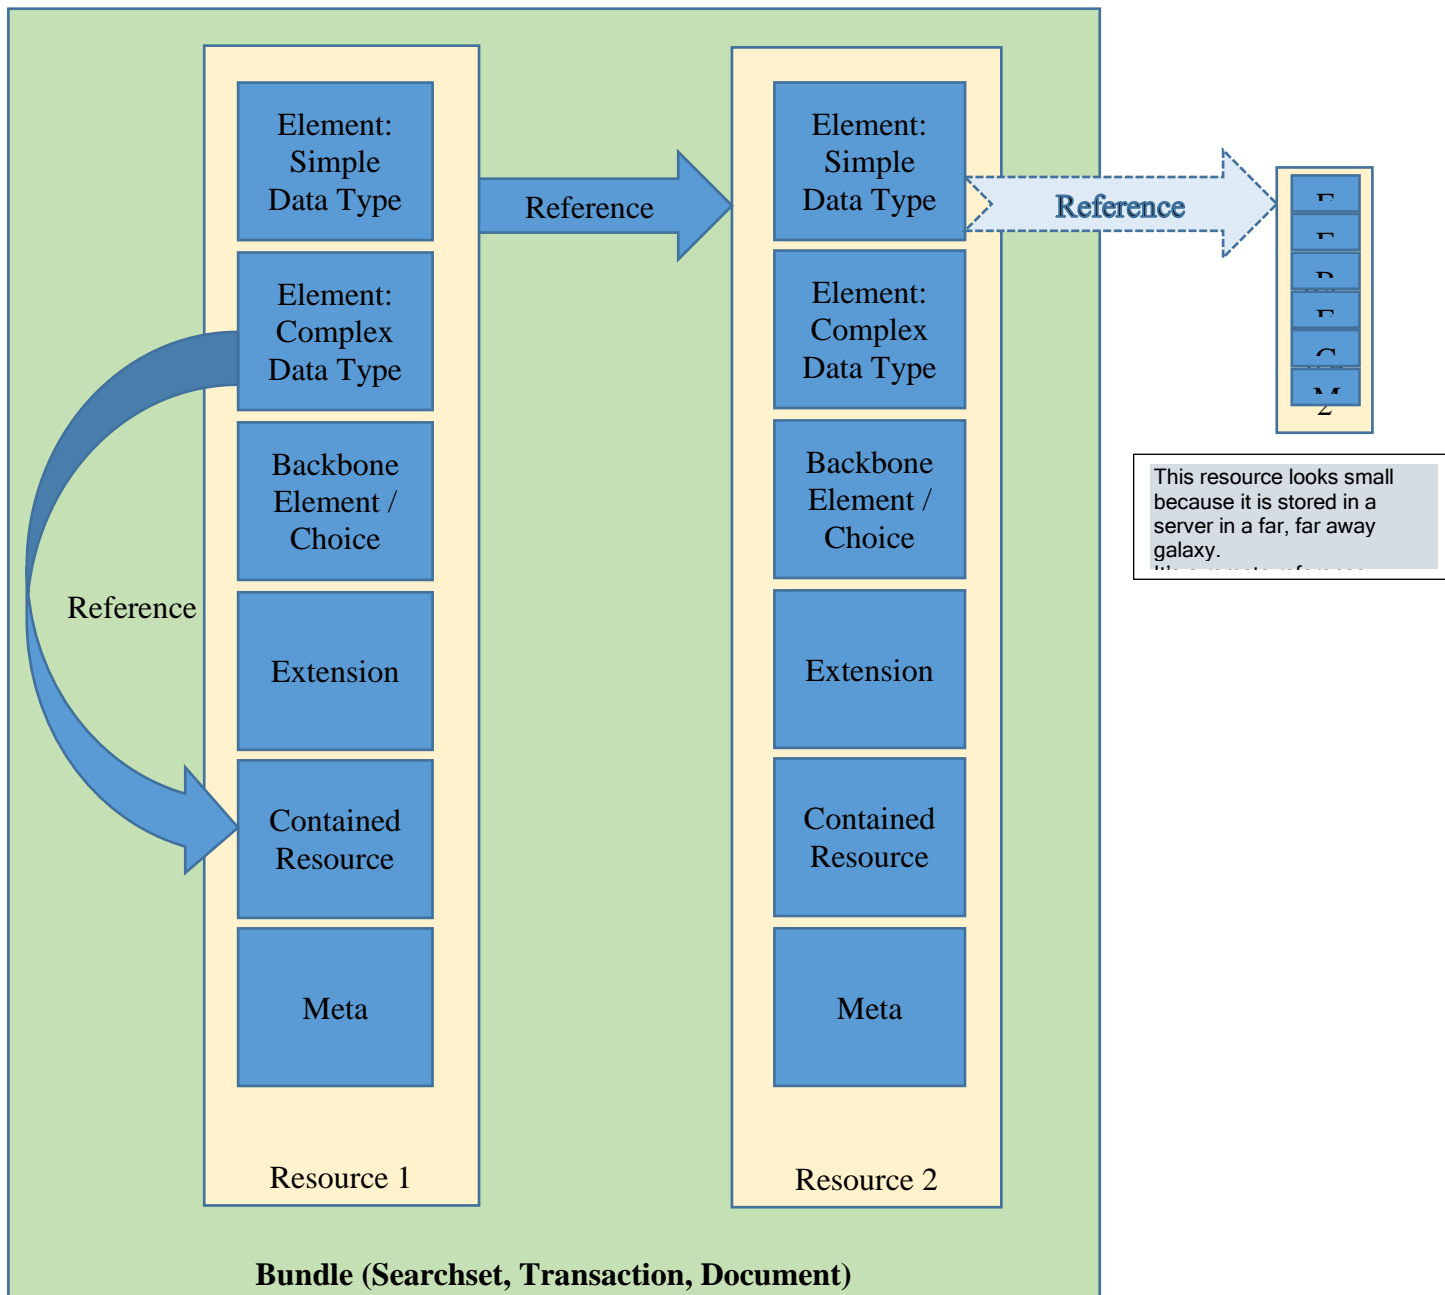 Element:
Simple
Data Type
Element:
Complex
Data Type
Backbone
Element /
Choice
Extension
Contained
Resource
Meta
Resource 1
Reference
Reference
Element:
Simple
Data Type
Element:
Complex
Data Type
Backbone
Element /
Choice
Extension
Contained
Resource
Meta
Resource 2
Reference
2
This resource looks small
because it is stored in a
server in a far, far away
galaxy.
Bundle (Searchset, Transaction, Document)